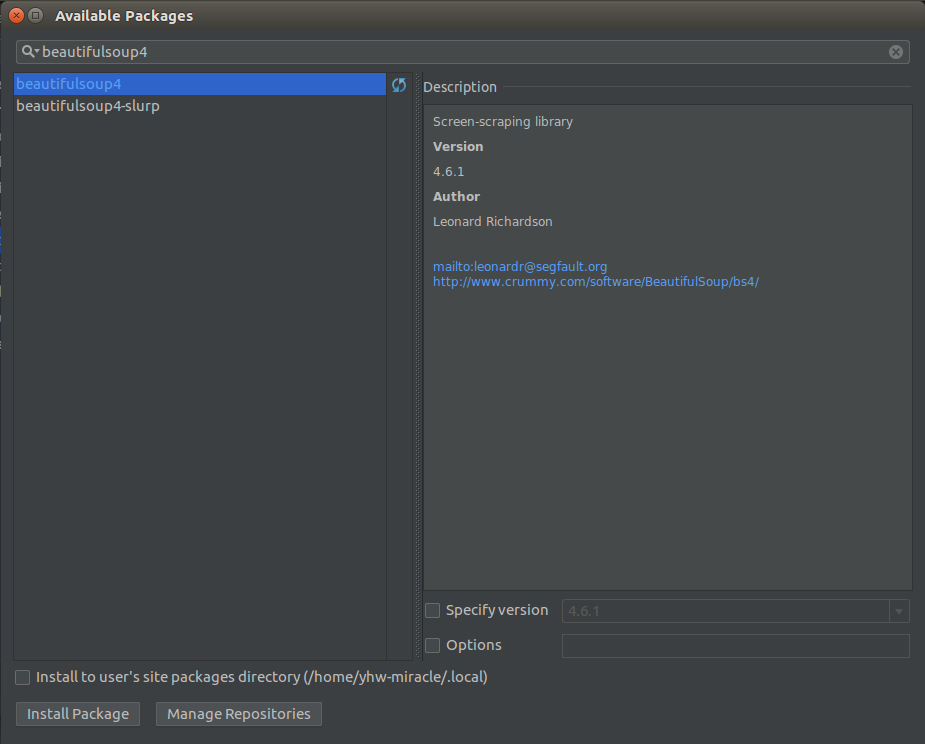 Available Packages
beautifulsoup4
beautifulsoup4
beautifulsoup4-slurp
Description
Screen-scraping library
Version
4.6.1
Author
Leonard Richardson
mailto:leonardr@segfault.org
http://www.crummy.com/software/BeautifulSoup/bs4/
Specify version
4.6.1
Options
Install to user's site packages directory (/home/yhw-miracle/.local)
Install Package
Manage Repositories